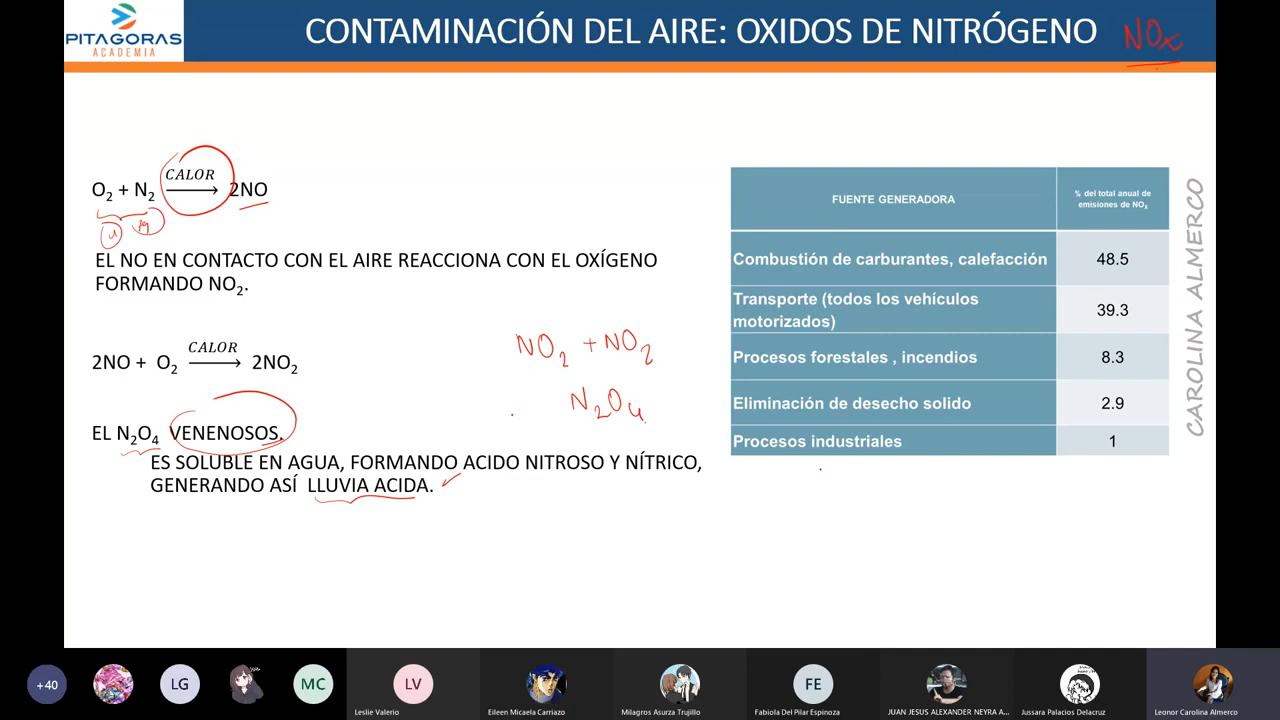 PITAGORAS
ACADEMIA
CONTAMINACIÓN DEL AIRE: OXIDOS DE NITRÓGENO
NOx
O₂ + N₂ CALOR → 2NO
EL NO EN CONTACTO CON EL AIRE REACCIONA CON EL OXÍGENO
FORMANDO NO₂.
2NO + O₂ CALOR → 2NO₂
NO₂ + NO₂
N₂O₄
EL N₂O₄ VENENOSOS.
ES SOLUBLE EN AGUA, FORMANDO ACIDO NITROSO Y NÍTRICO,
GENERANDO ASÍ LLUVIA ACIDA.
FUENTE GENERADORA
% del total anual de
emisiones de NOx
Combustión de carburantes, calefacción 48.5
Transporte (todos los vehículos
motorizados) 39.3
Procesos forestales , incendios 8.3
Eliminación de desecho solido 2.9
Procesos industriales 1
CAROLINA ALMERCO
+40
LG
MC
LV
FE
Leslie Valerio
Eileen Micaela Carriazo
Milagros Asurza Trujillo
Fabiola Del Pilar Espinoza
JUAN JESUS ALEXANDER NEYRA A...
Jussara Palacios Delacruz
Leonor Carolina Almerco